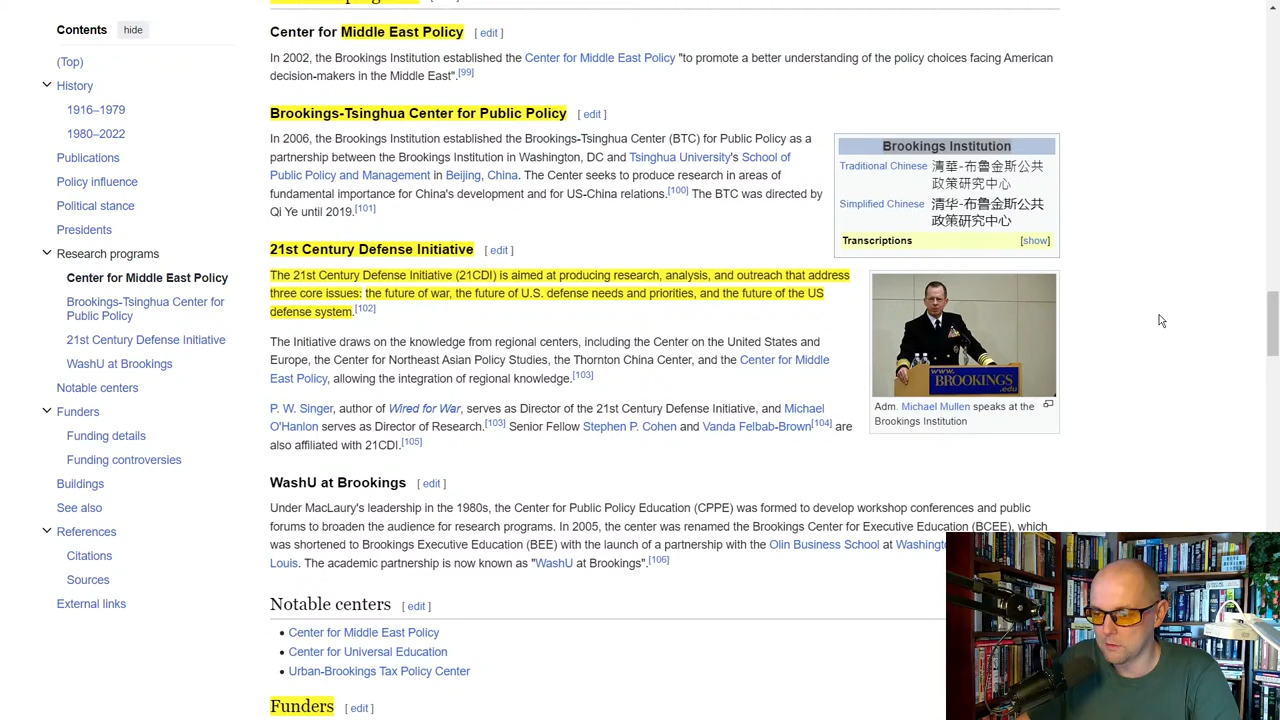 Contents hide
(Top)
History
1916–1979
1980–2022
Publications
Policy influence
Political stance
Presidents
Research programs
Center for Middle East Policy
Brookings-Tsinghua Center for
Public Policy
21st Century Defense Initiative
WashU at Brookings
Notable centers
Funders
Funding details
Funding controversies
Buildings
See also
References
Citations
Sources
External links
Center for Middle East Policy [ edit ]
In 2002, the Brookings Institution established the Center for Middle East Policy "to promote a better understanding of the policy choices facing American
decision-makers in the Middle East".[99]
Brookings-Tsinghua Center for Public Policy [ edit ]
In 2006, the Brookings Institution established the Brookings-Tsinghua Center (BTC) for Public Policy as a
partnership between the Brookings Institution in Washington, DC and Tsinghua University's School of
Public Policy and Management in Beijing, China. The Center seeks to produce research in areas of
fundamental importance for China's development and for US-China relations.[100] The BTC was directed by
Qi Ye until 2019.[101]
Brookings Institution
Traditional Chinese 清華-布魯金斯公共
政策研究中心
Simplified Chinese 清华-布鲁金斯公共
政策研究中心
Transcriptions [show]
21st Century Defense Initiative [ edit ]
The 21st Century Defense Initiative (21CDI) is aimed at producing research, analysis, and outreach that address
three core issues: the future of war, the future of U.S. defense needs and priorities, and the future of the US
defense system.[102]
The Initiative draws on the knowledge from regional centers, including the Center on the United States and
Europe, the Center for Northeast Asian Policy Studies, the Thornton China Center, and the Center for Middle
East Policy, allowing the integration of regional knowledge.[103]
P. W. Singer, author of Wired for War, serves as Director of the 21st Century Defense Initiative, and Michael
O'Hanlon serves as Director of Research.[103] Senior Fellow Stephen P. Cohen and Vanda Felbab-Brown[104] are
also affiliated with 21CDI.[105]
www.
BROOKINGS
.edu
Adm. Michael Mullen speaks at the
Brookings Institution
WashU at Brookings [ edit ]
Under MacLaury's leadership in the 1980s, the Center for Public Policy Education (CPPE) was formed to develop workshop conferences and public
forums to broaden the audience for research programs. In 2005, the center was renamed the Brookings Center for Executive Education (BCEE), which
was shortened to Brookings Executive Education (BEE) with the launch of a partnership with the Olin Business School at
Louis. The academic partnership is now known as "WashU at Brookings".[106]
Notable centers [ edit ]
Center for Middle East Policy
Center for Universal Education
Urban-Brookings Tax Policy Center
Funders [ edit ]